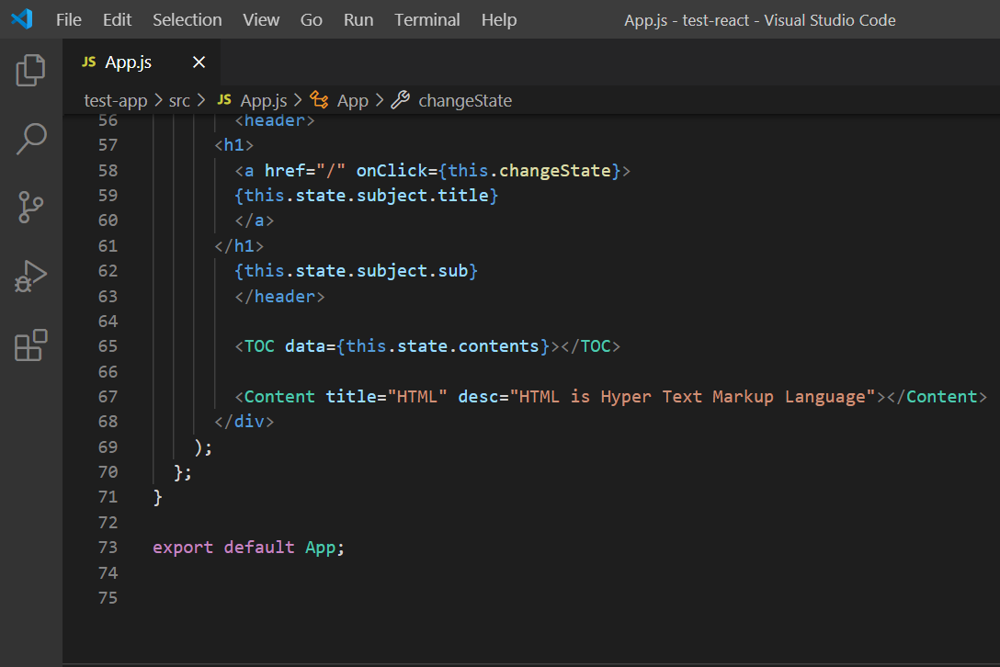 File Edit Selection View Go Run Terminal Help App.js - test-react - Visual Studio Code
JS App.js ×
test-app > src > JS App.js > App > changeState
56 <header>
57 <h1>
58 <a href="/" onClick={this.changeState}>
59 {this.state.subject.title}
60 </a>
61 </h1>
62 {this.state.subject.sub}
63 </header>
64
65 <TOC data={this.state.contents}></TOC>
66
67 <Content title="HTML" desc="HTML is Hyper Text Markup Language"></Content>
68 </div>
69 );
70 };
71 }
72
73 export default App;
74
75